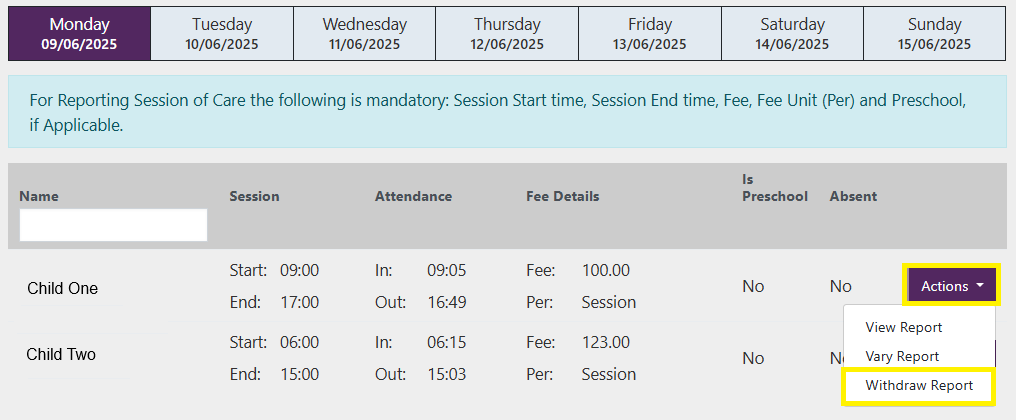 Monday Tuesday Wednesday Thursday Friday Saturday Sunday
09/06/2025 10/06/2025 11/06/2025 12/06/2025 13/06/2025 14/06/2025 15/06/2025
For Reporting Session of Care the following is mandatory: Session Start time, Session End time, Fee, Fee Unit (Per) and Preschool,
if Applicable.
Name Session Attendance Fee Details Is Preschool Absent
Start: 09:00 In: 09:05 Fee: 100.00
Child One No No Actions
End: 17:00 Out: 16:49 Per: Session
View Report
Start: 06:00 In: 06:15 Fee: 123.00
Child Two No Vary Report
End: 15:00 Out: 15:03 Per: Session
Withdraw Report